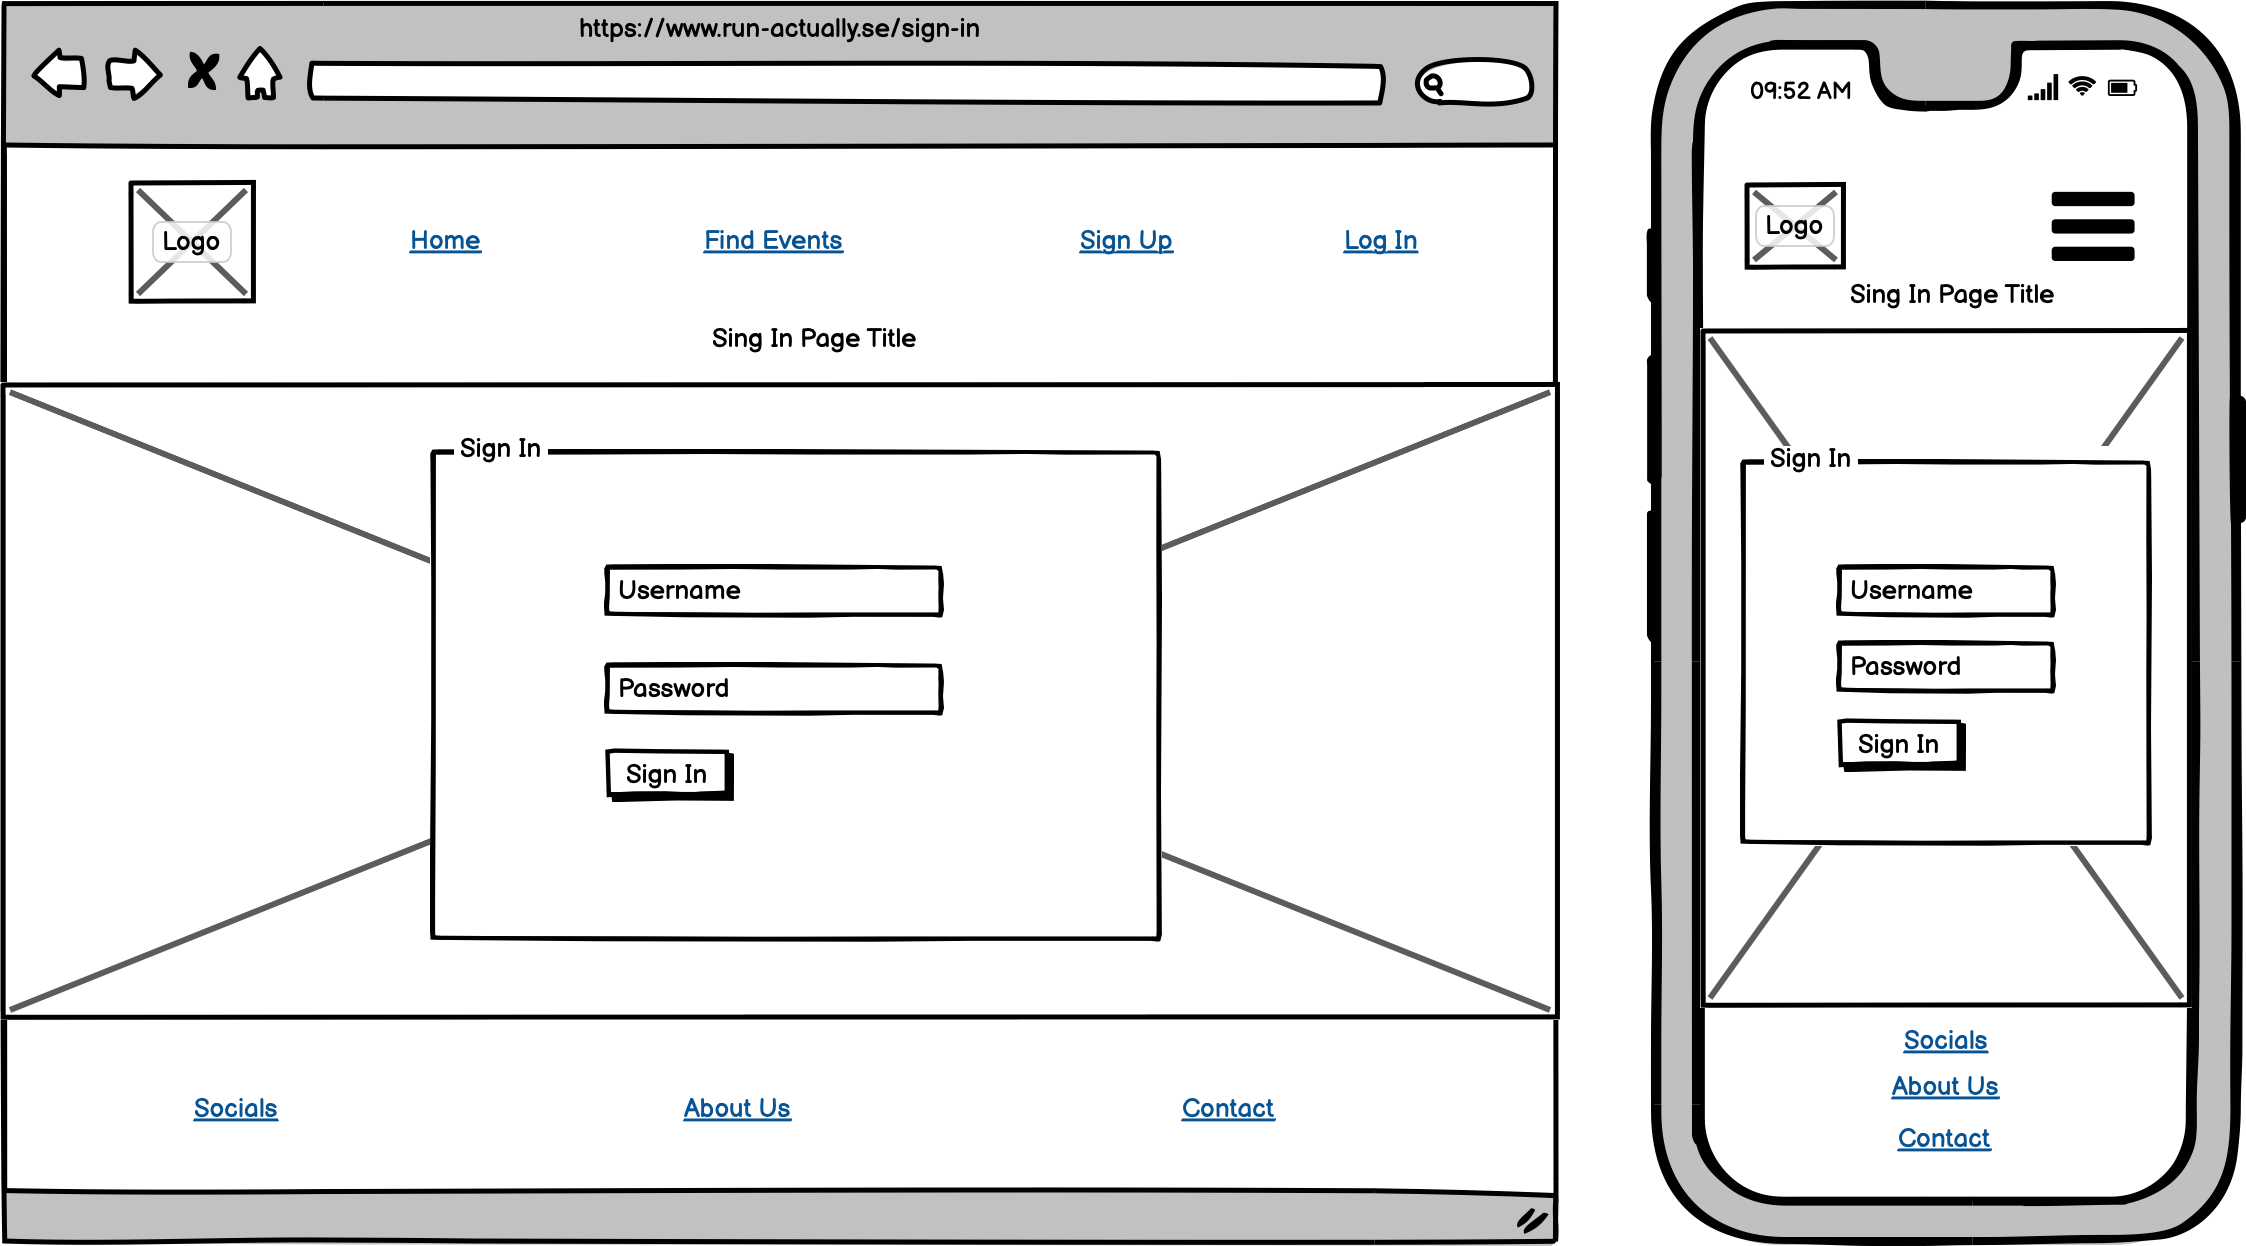 https://www.run-actually.se/sign-in
Logo
Home
Find Events
Sign Up
Log In
Sing In Page Title
Sign In
Username
Password
Sign In
Socials
About Us
Contact
09:52 AM
Logo
Sing In Page Title
Sign In
Username
Password
Sign In
Socials
About Us
Contact